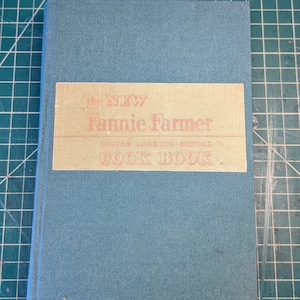 the NEW
Fannie Farmer
BOSTON COOKING-SCHOOL
COOK BOOK